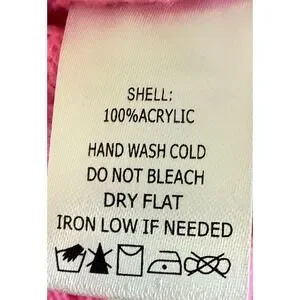 SHELL:
100%ACRYLIC
HAND WASH COLD
DO NOT BLEACH
DRY FLAT
IRON LOW IF NEEDED